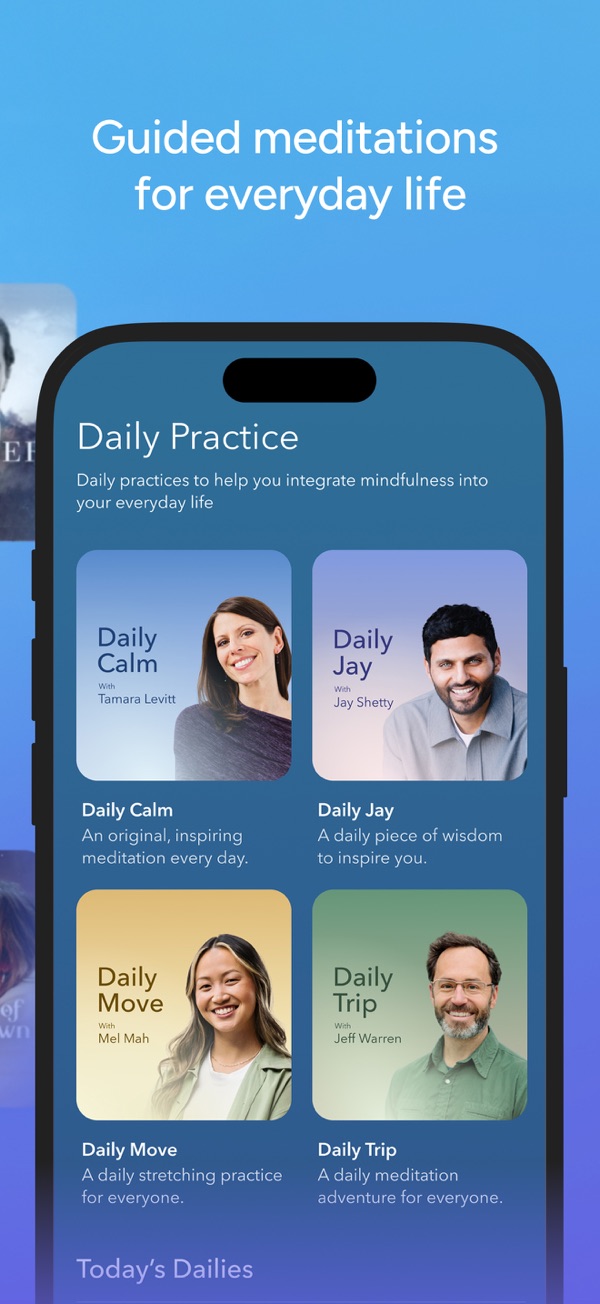 Guided meditations
for everyday life
Daily Practice
Daily practices to help you integrate mindfulness into
your everyday life
Daily
Calm
With
Tamara Levitt
Daily
Jay
With
Jay Shetty
Daily Calm
An original, inspiring
meditation every day.
Daily Jay
A daily piece of wisdom
to inspire you.
Daily
Move
With
Mel Mah
Daily
Trip
With
Jeff Warren
Daily Move
A daily stretching practice
for everyone.
Daily Trip
A daily meditation
adventure for everyone.
Today's Dailies
of